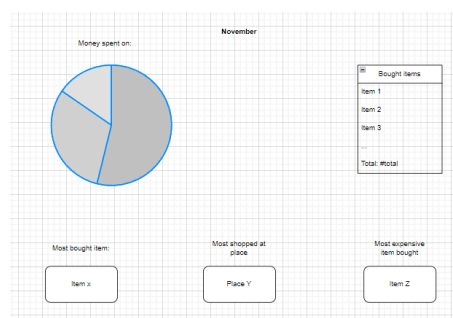 November
Money spent on:
Bought items
Item 1
Item 2
Item 3
...
Total: #total
Most bought item:
Most shopped at
place
Most expensive
item bought
Item x
Place Y
Item Z